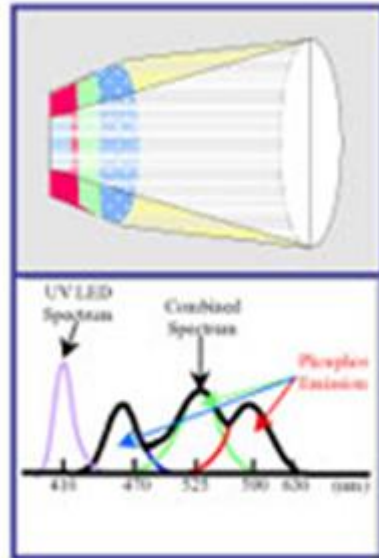 UV LED
Spectrum
Combined
Spectrum
Phosphor
Emission
410
470
525
590
630
(nm)